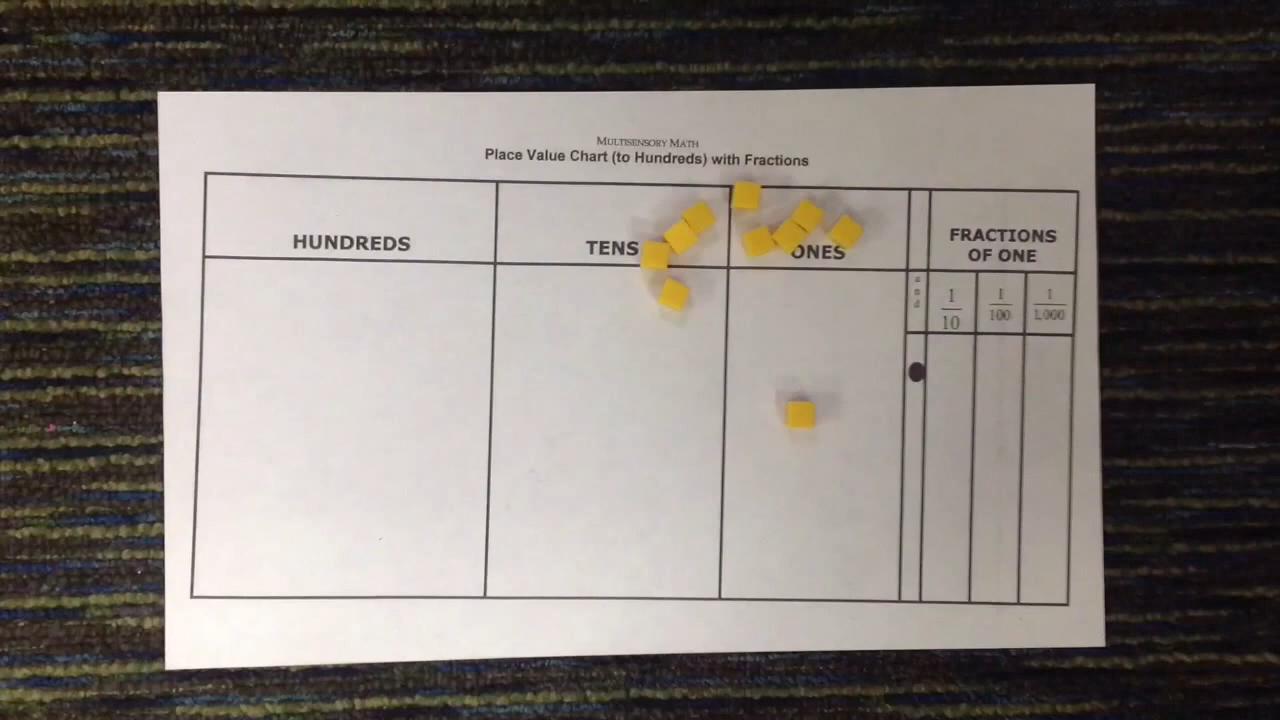 MULTISENSORY MATH
Place Value Chart (to Hundreds) with Fractions
HUNDREDS
TENS
ONES
and
FRACTIONS
OF ONE
1
10
1
100
1
1,000